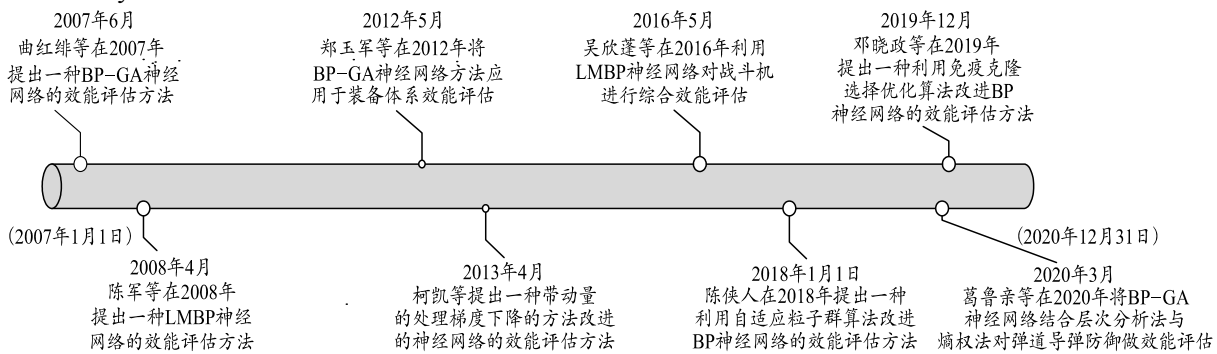 2007年6月
曲红绯等在2007年
提出一种BP-GA神经
网络的效能评估方法
2012年5月
郑玉军等在2012年将
BP-GA神经网络方法应
用于装备体系效能评估
2016年5月
吴欣蓬等在2016年利用
LMBP神经网络对战斗机
进行综合效能评估
2019年12月
邓晓政等在2019年
提出一种利用免疫克隆
选择优化算法改进BP
神经网络的效能评估方法
(2007年1月1日)
2008年4月
陈军等在2008年
提出一种LMBP神经
网络的效能评估方法
2013年4月
柯凯等提出一种带动量
的处理梯度下降的方法改进
的神经网络的效能评估方法
2018年1月1日
陈侠人在2018年提出一种
利用自适应粒子群算法改进
BP神经网络的效能评估方法
(2020年12月31日)
2020年3月
葛鲁亲等在2020年将BP-GA
神经网络结合层次分析法与
熵权法对弹道导弹防御做效能评估